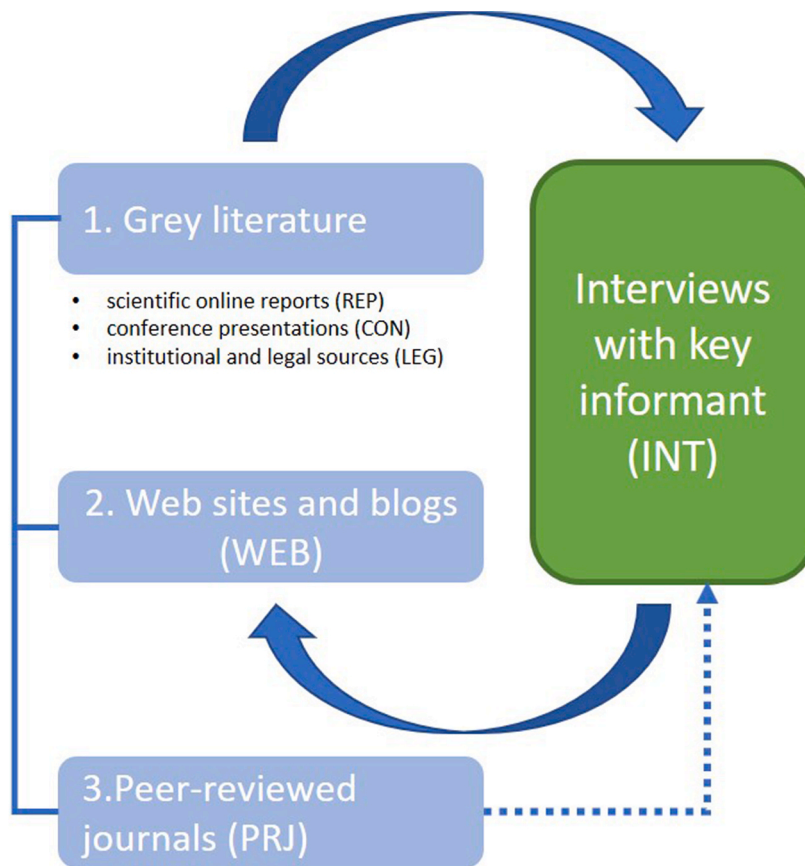 1. Grey literature
• scientific online reports (REP)
• conference presentations (CON)
• institutional and legal sources (LEG)
Interviews
with key
informant
(INT)
2. Web sites and blogs
(WEB)
3.Peer-reviewed
journals (PRJ)